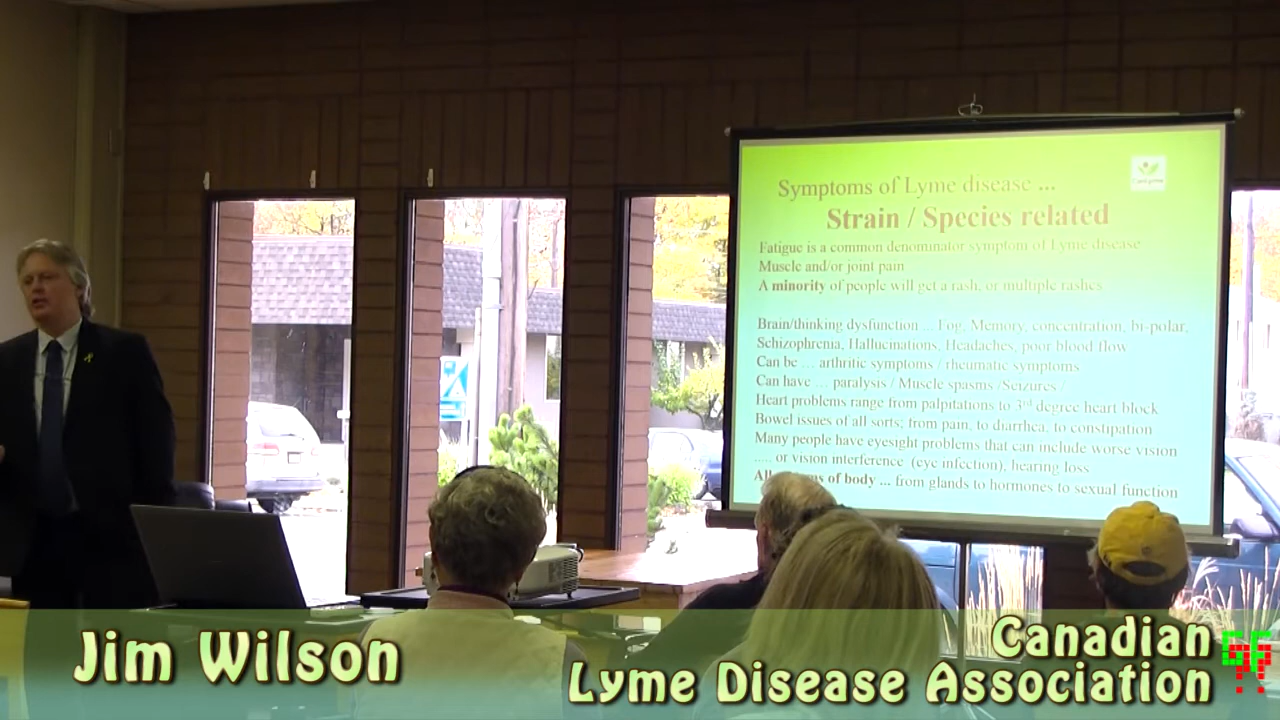 Symptoms of Lyme disease ...
Strain / Species related
Fatigue is a common denominator symptom of Lyme disease
Muscle and/or joint pain
A minority of people will get a rash, or multiple rashes
Brain/thinking dysfunction ... Fog, Memory, concentration, bi-polar,
Schizophrenia, Hallucinations, Headaches, poor blood flow
Can be ... arthritic symptoms / rheumatic symptoms
Can have ... paralysis / Muscle spasms /Seizures /
Heart problems range from palpitations to 3rd degree heart block
Bowel issues of all sorts; from pain, to diarrhea, to constipation
Many people have eyesight problems that can include worse vision
.... or vision interference (eye infection), hearing loss
of body ... from glands to hormones to sexual function
Jim Wilson
Canadian
Lyme Disease Association